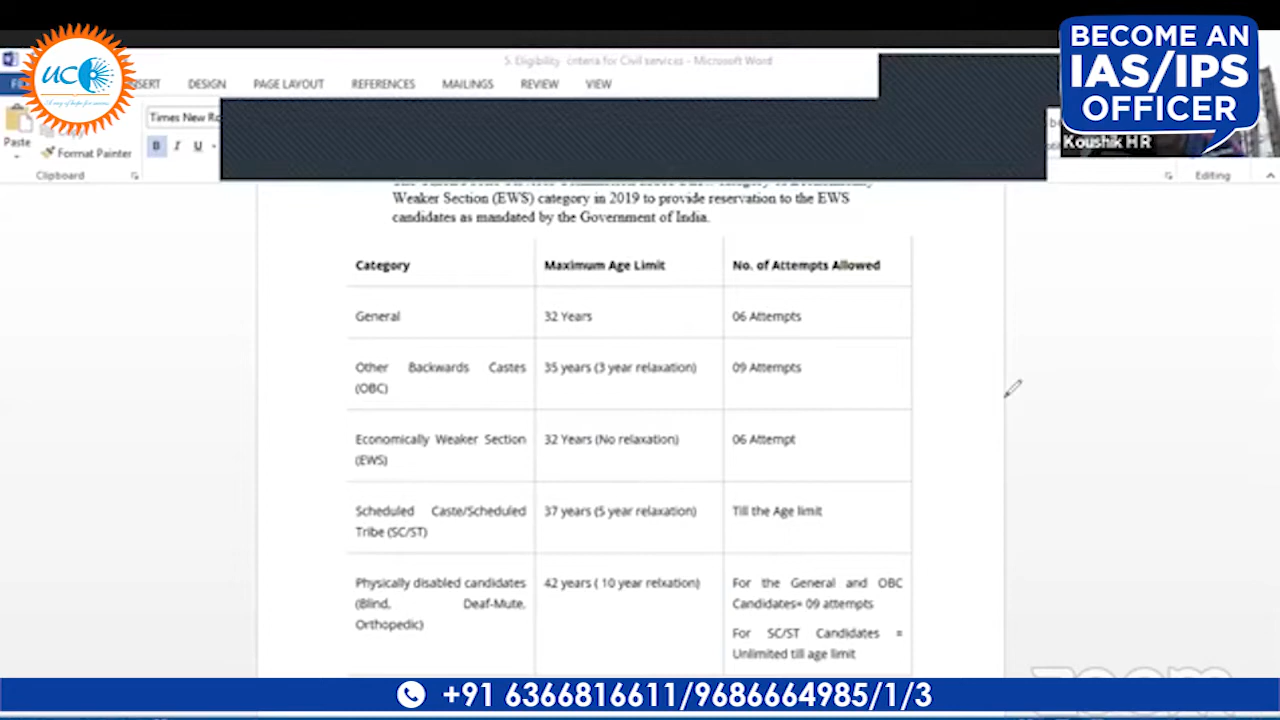 UCC
BECOME AN
IAS/IPS
OFFICER
Koushik H R
5. Eligibility criteria for Civil services - Microsoft Word
DESIGN PAGE LAYOUT REFERENCES MAILINGS REVIEW VIEW
Times New Ro
Paste
Copy
B I U
Format Painter
Clipboard
Editing
Weaker Section (EWS) category in 2019 to provide reservation to the EWS
candidates as mandated by the Government of India.
Category Maximum Age Limit No. of Attempts Allowed
General 32 Years 06 Attempts
Other Backwards Castes 35 years (3 year relaxation) 09 Attempts
(OBC)
Economically Weaker Section 32 Years (No relaxation) 06 Attempt
(EWS)
Scheduled Caste/Scheduled 37 years (5 year relaxation) Till the Age limit
Tribe (SC/ST)
Physically disabled candidates 42 years ( 10 year relxation) For the General and OBC
(Blind, Deaf-Mute, Candidates= 09 attempts
Orthopedic)
For SC/ST Candidates =
Unlimited till age limit
zoom
+91 6366816611/9686664985/1/3